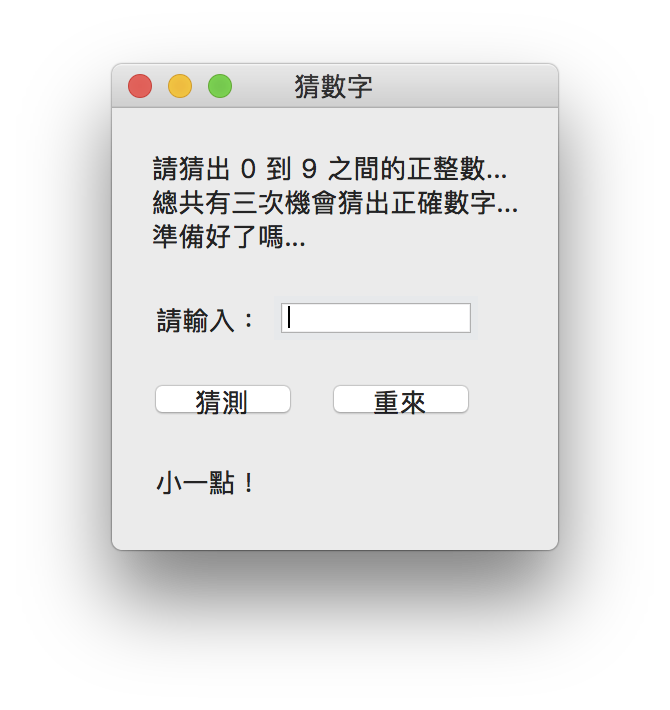 猜數字
請猜出 0 到 9 之間的正整數...
總共有三次機會猜出正確數字...
準備好了嗎...
請輸入：
猜測
重來
小一點！